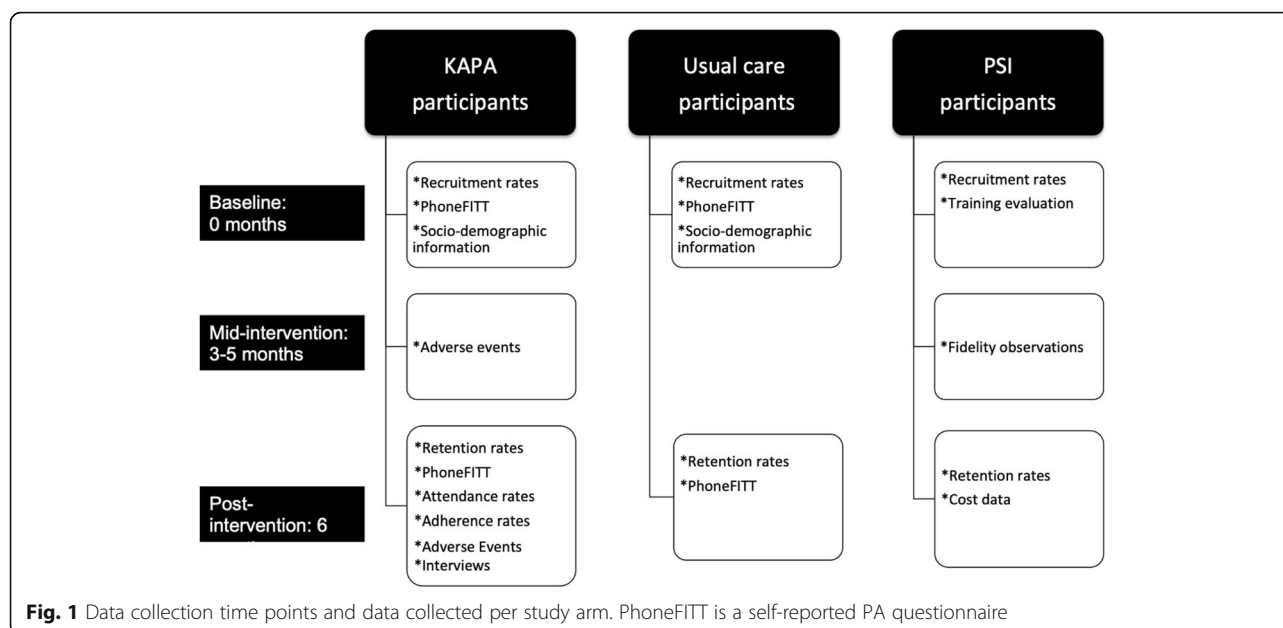 KAPA
participants
Usual care
participants
PSI
participants
Baseline:
0 months
*Recruitment rates
*PhoneFITT
*Socio-demographic
information
*Recruitment rates
*PhoneFITT
*Socio-demographic
information
*Recruitment rates
*Training evaluation
Mid-intervention:
3-5 months
*Adverse events
*Fidelity observations
Post-
intervention: 6
*Retention rates
*PhoneFITT
*Attendance rates
*Adherence rates
*Adverse Events
*Interviews
*Retention rates
*PhoneFITT
*Retention rates
*Cost data
Fig. 1 Data collection time points and data collected per study arm. PhoneFITT is a self-reported PA questionnaire